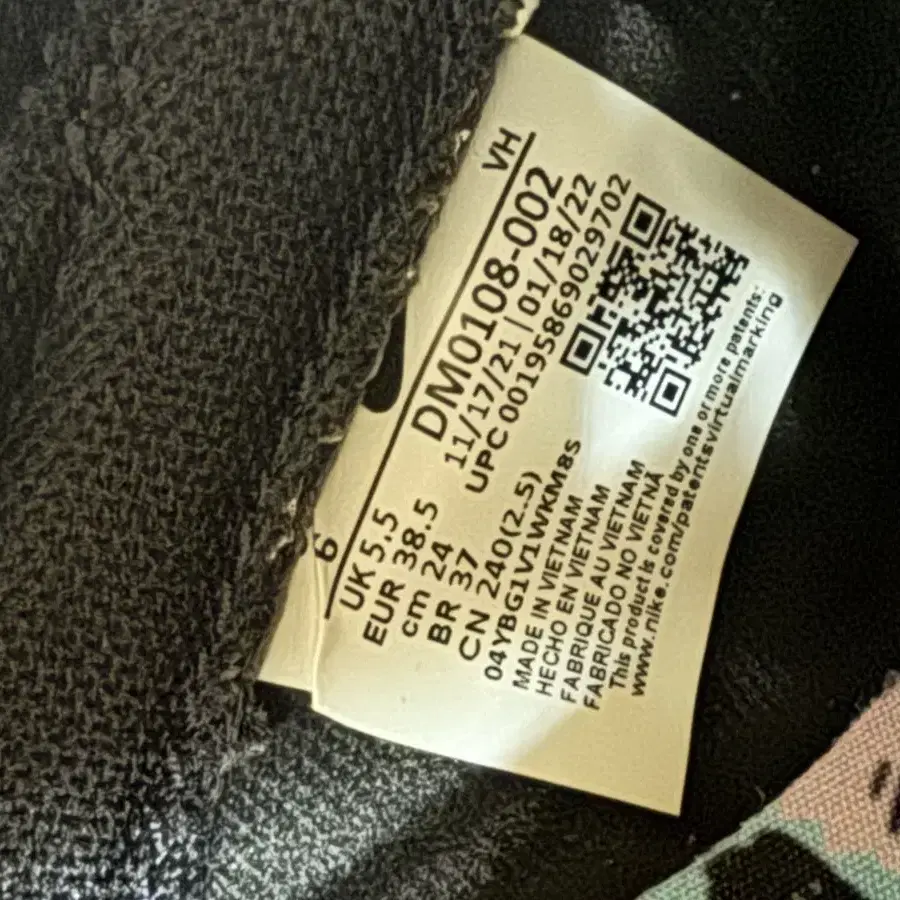 6
VH
UK 5.5
EUR 38.5
cm 24
BR 37
CN 240(2.5)
DM0108-002
11/17/21 | 01/18/22
UPC 00195869029702
04YBG1V1WKM8S
MADE IN VIETNAM
HECHO EN VIETNAM
FABRIQUE AU VIETNAM
FABRICADO NO VIETNÃ
This product is covered by one or more patents:
www.nike.com/patentsvirtualmarking